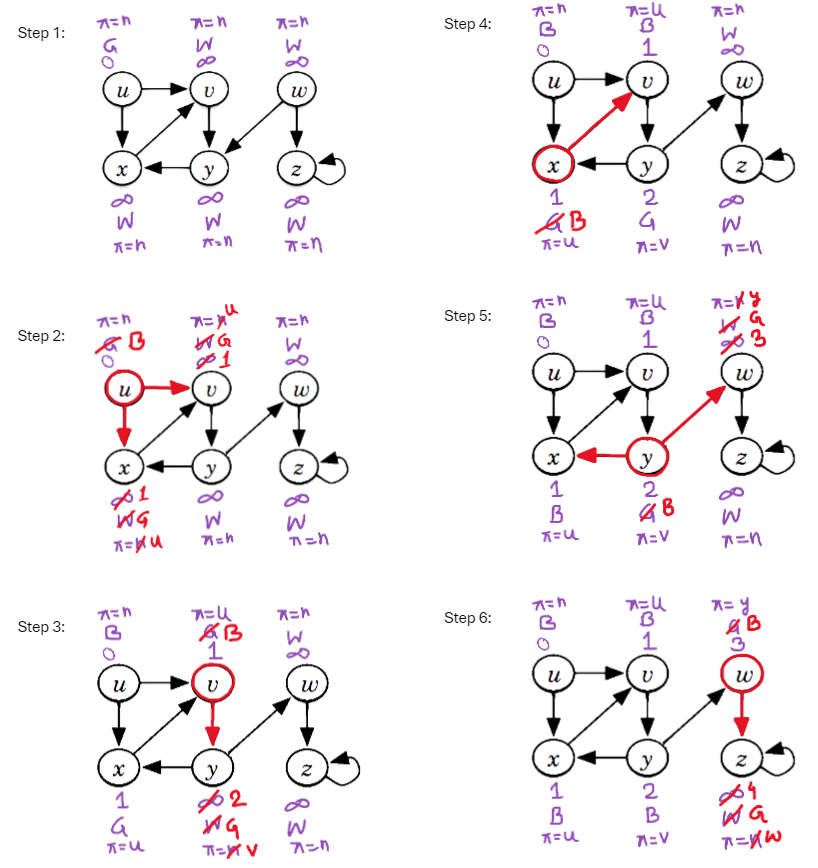 Step 1:
π=n π=n π=n
G W W
0 ∞ ∞
u v w
x y z
∞ ∞ ∞
W W W
π=n π=n π=n
Step 2:
π=n π=n u π=n
G B W G W
0 ∞ 1 ∞
u v w
x y z
∞ 1 ∞ ∞
W G W W
π=n u π=n π=n
Step 3:
π=n π=u π=n
B G B W
0 1 ∞
u v w
x y z
1 ∞ 2 ∞
G W G W
π=u π=n v π=n
Step 4:
π=n π=u π=n
B B W
0 1 ∞
u v w
x y z
1 2 ∞
G B G W
π=u π=v π=n
Step 5:
π=n π=u π=n y
B B W G
0 1 ∞ 3
u v w
x y z
1 2 ∞
B G B W
π=u π=v π=n
Step 6:
π=n π=u π=y
B B G B
0 1 3
u v w
x y z
1 2 ∞ 4
B B W G
π=u π=v π=n w